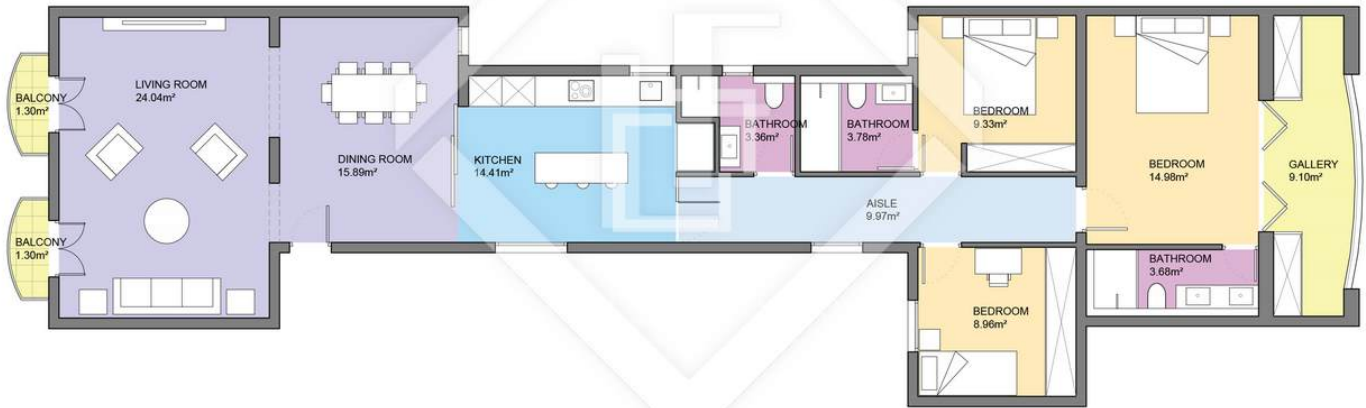 LIVING ROOM
24.04m²
BALCONY
1.30m²
BALCONY
1.30m²
DINING ROOM
15.89m²
KITCHEN
14.41m²
BATHROOM
3.36m²
BATHROOM
3.78m²
BEDROOM
9.33m²
AISLE
9.97m²
BEDROOM
14.98m²
GALLERY
9.10m²
BATHROOM
3.68m²
BEDROOM
8.96m²